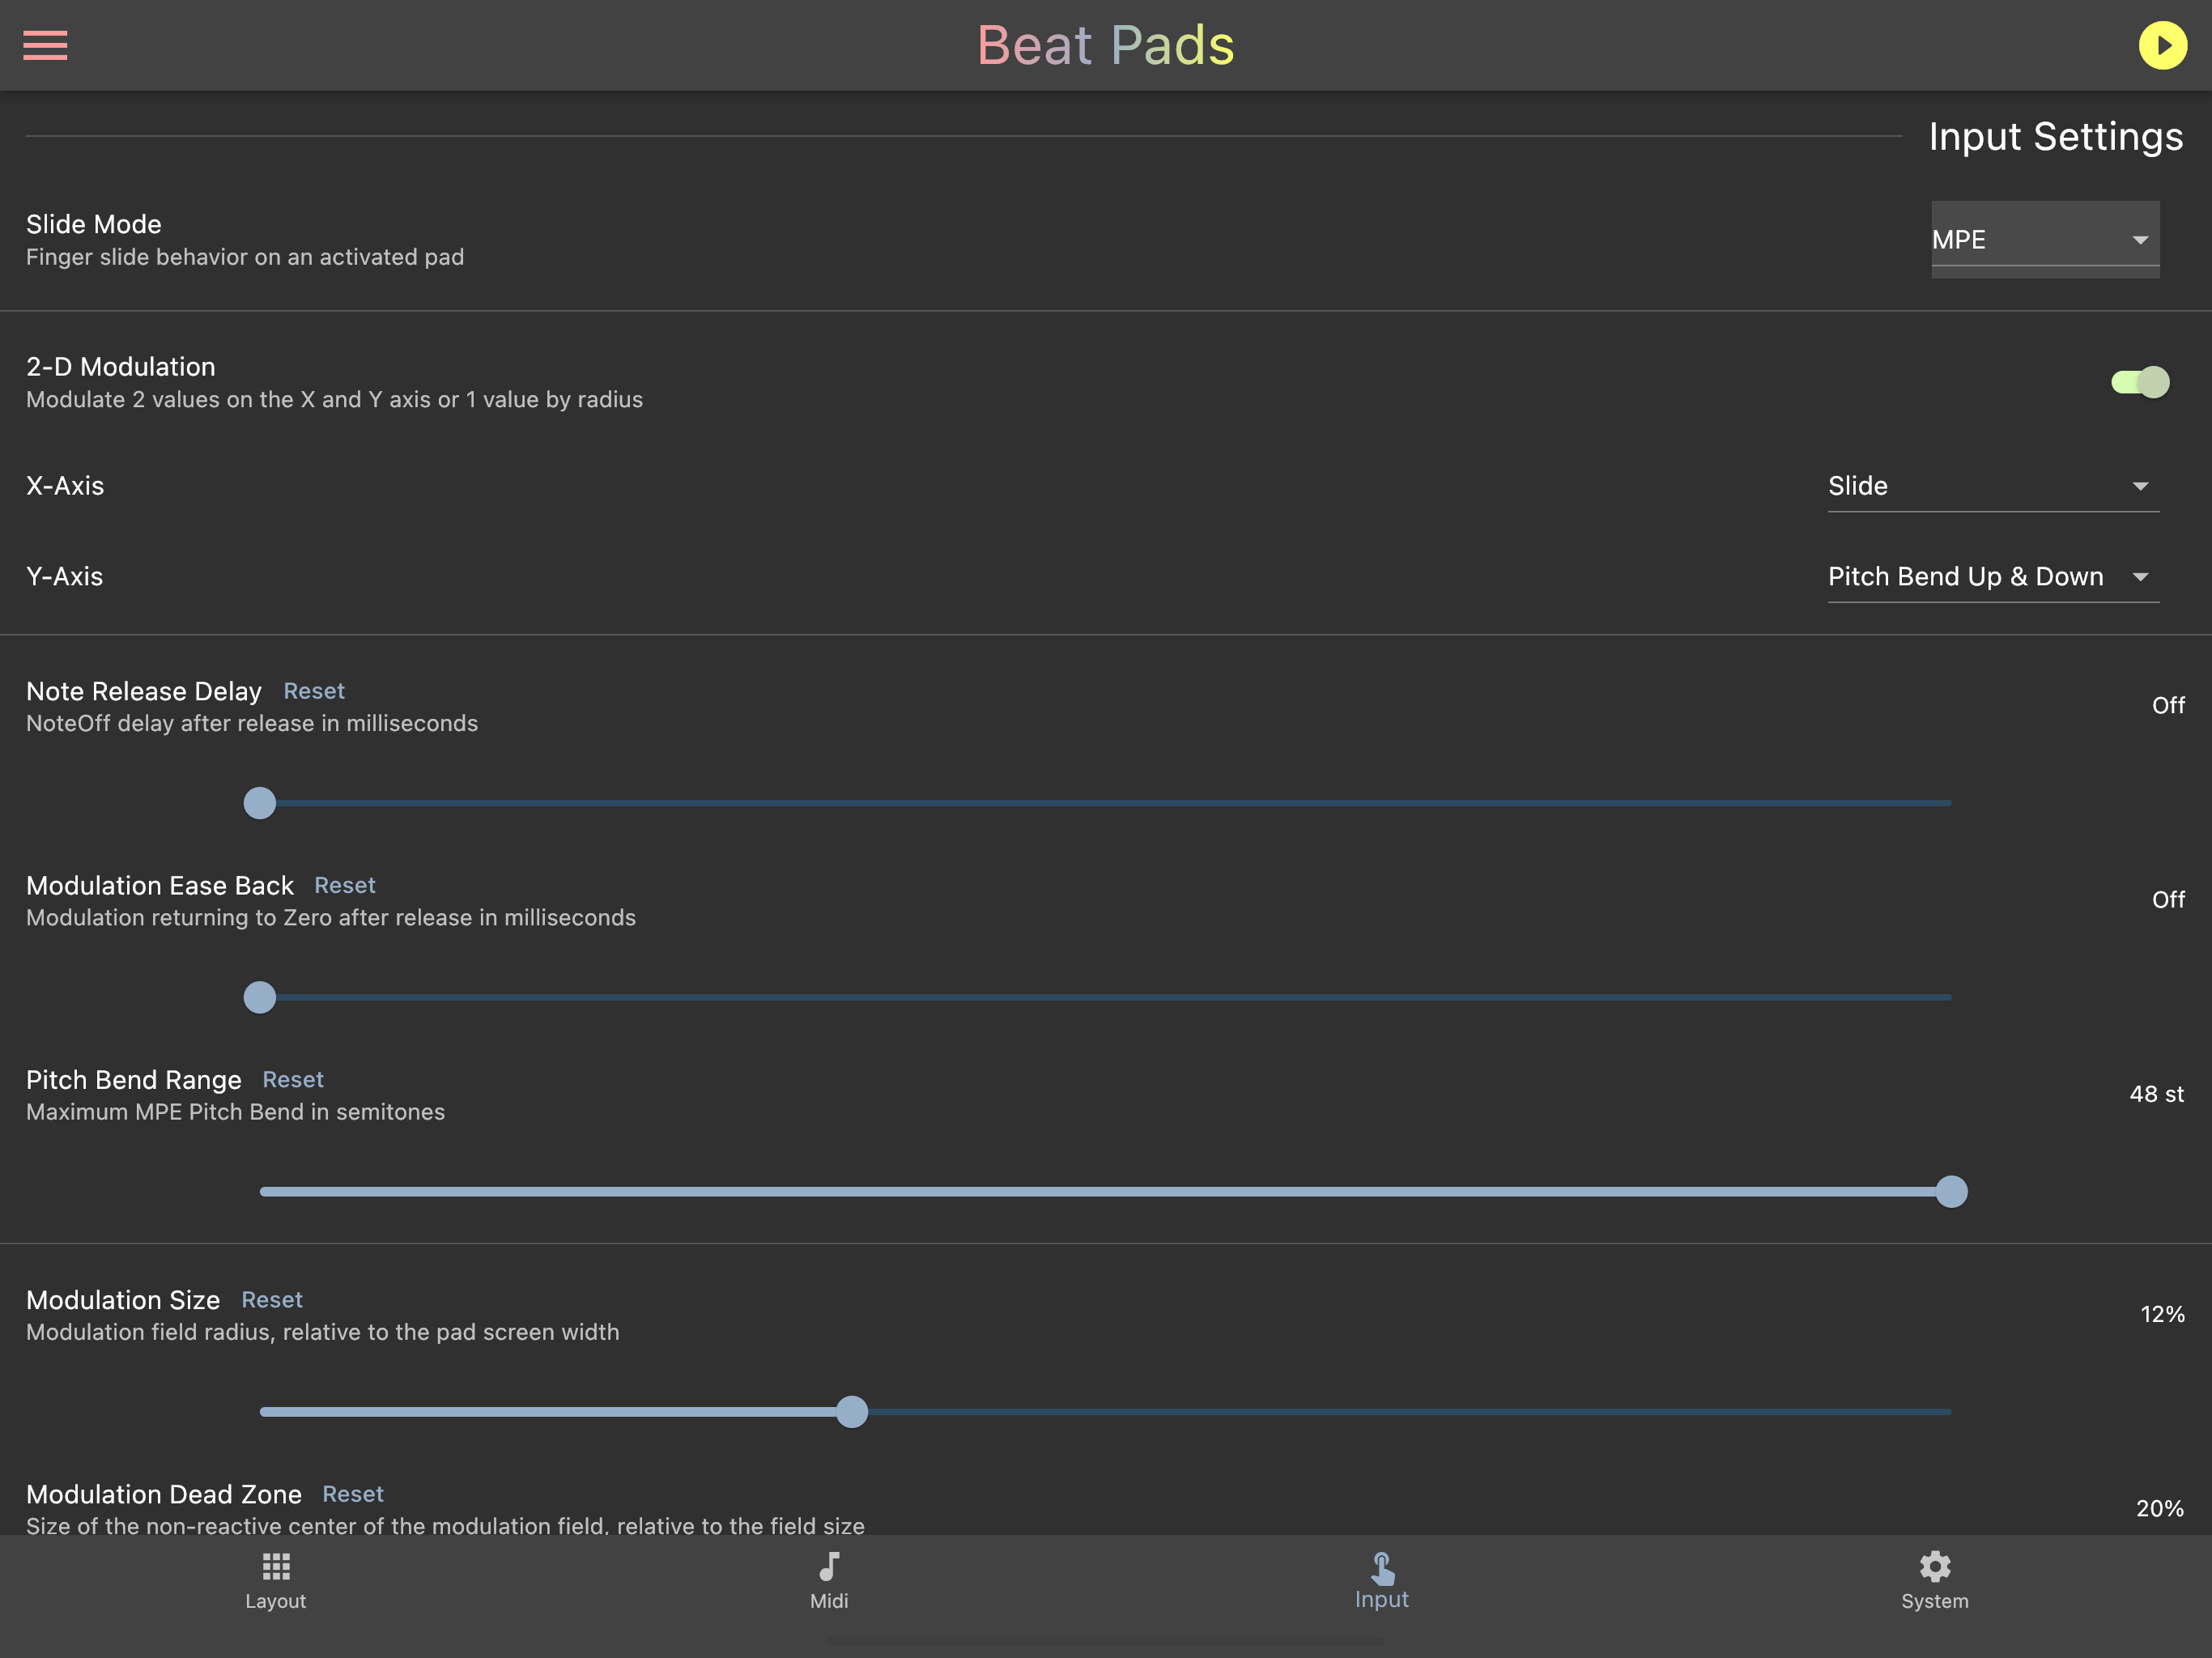 Beat Pads
Input Settings
Slide Mode
Finger slide behavior on an activated pad
MPE
2-D Modulation
Modulate 2 values on the X and Y axis or 1 value by radius
X-Axis
Slide
Y-Axis
Pitch Bend Up & Down
Note Release Delay Reset
NoteOff delay after release in milliseconds
Off
Modulation Ease Back Reset
Modulation returning to Zero after release in milliseconds
Off
Pitch Bend Range Reset
Maximum MPE Pitch Bend in semitones
48 st
Modulation Size Reset
Modulation field radius, relative to the pad screen width
12%
Modulation Dead Zone Reset
Size of the non-reactive center of the modulation field, relative to the field size
20%
Layout
Midi
Input
System